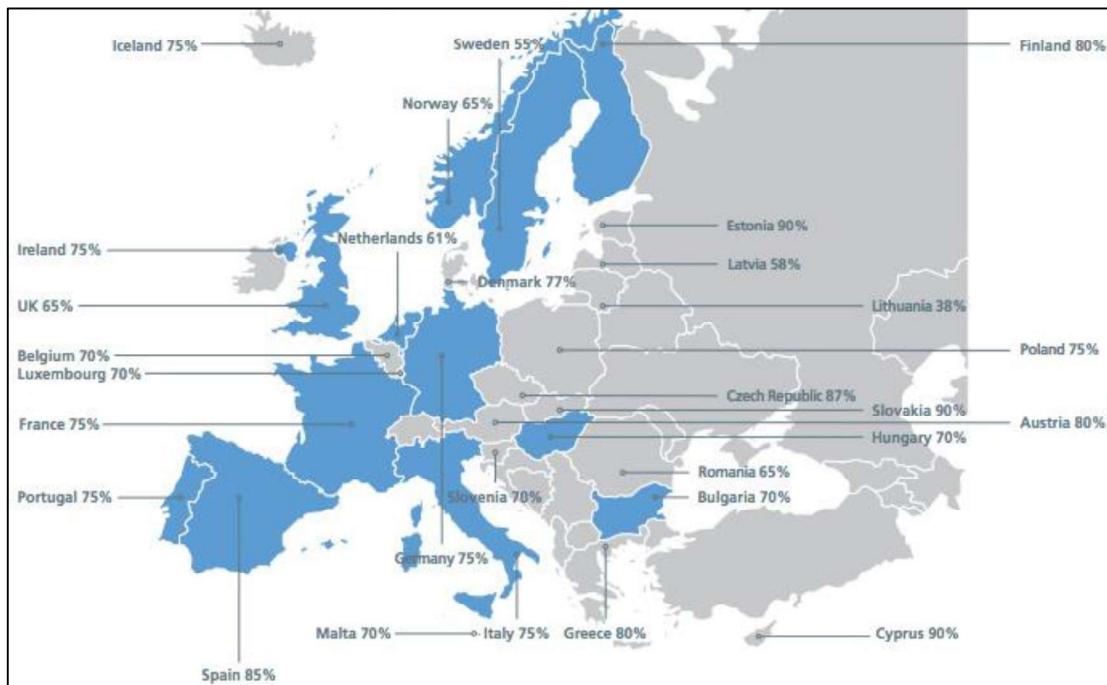 Iceland 75%
Sweden 55%
Finland 80%
Norway 65%
Estonia 90%
Netherlands 61%
Ireland 75%
Latvia 58%
Denmark 77%
UK 65%
Lithuania 38%
Poland 75%
Belgium 70%
Luxembourg 70%
Czech Republic 87%
Slovakia 90%
France 75%
Austria 80%
Hungary 70%
Romania 65%
Portugal 75%
Slovenia 70%
Bulgaria 70%
Germany 75%
Malta 70%
Italy 75%
Greece 80%
Cyprus 90%
Spain 85%